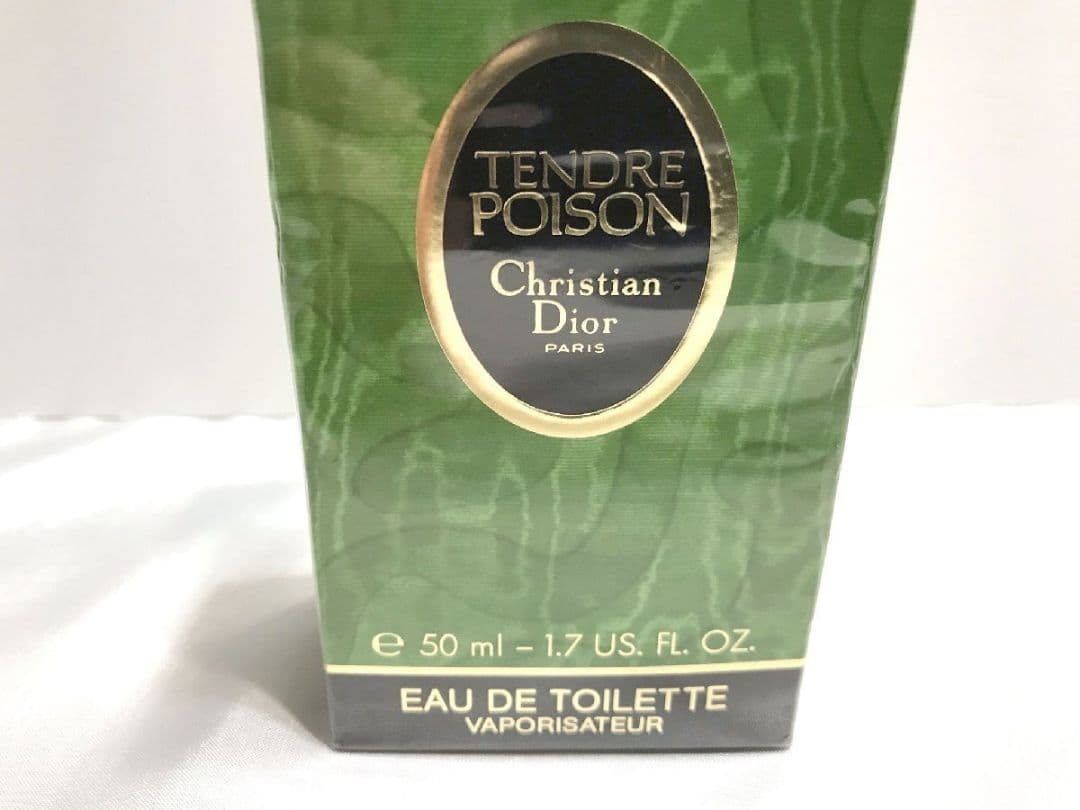 TENDRE
POISON
Christian
Dior
PARIS
℮ 50 ml – 1.7 US. FL. OZ.
EAU DE TOILETTE
VAPORISATEUR